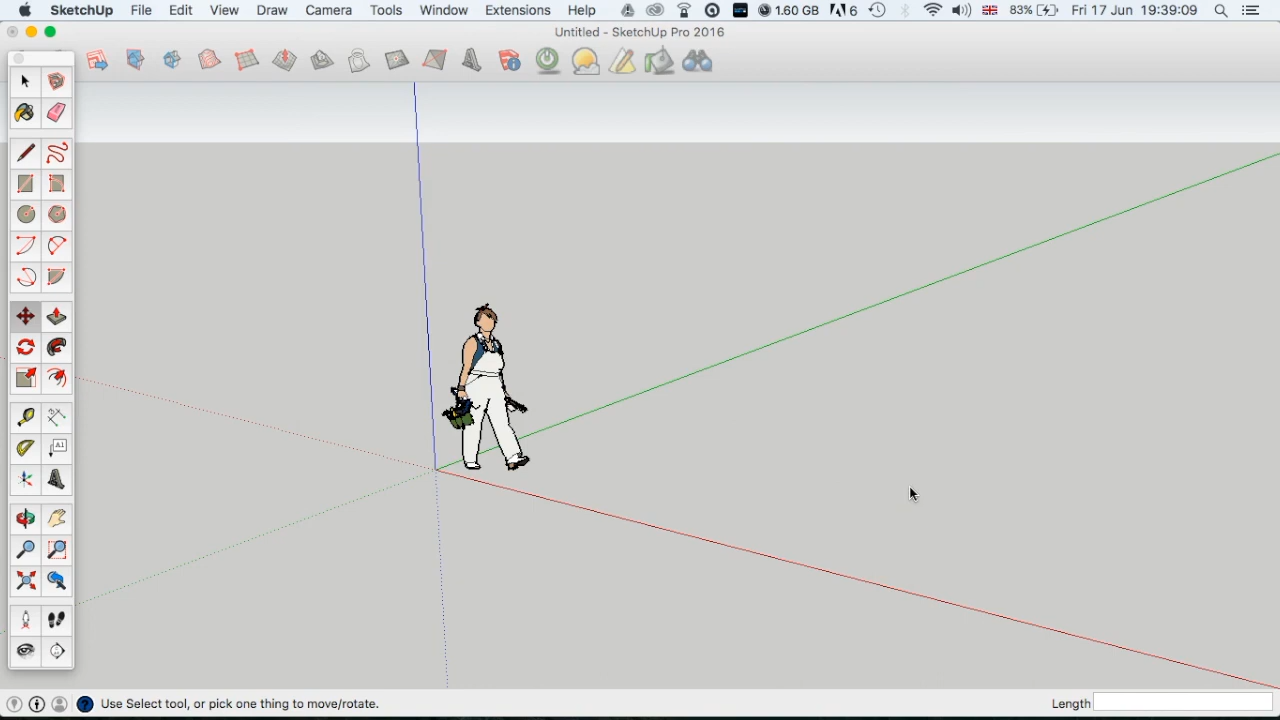 SketchUp File Edit View Draw Camera Tools Window Extensions Help 1.60 GB 6 83% Fri 17 Jun 19:39:09
Untitled - SketchUp Pro 2016
A1
Use Select tool, or pick one thing to move/rotate. Length